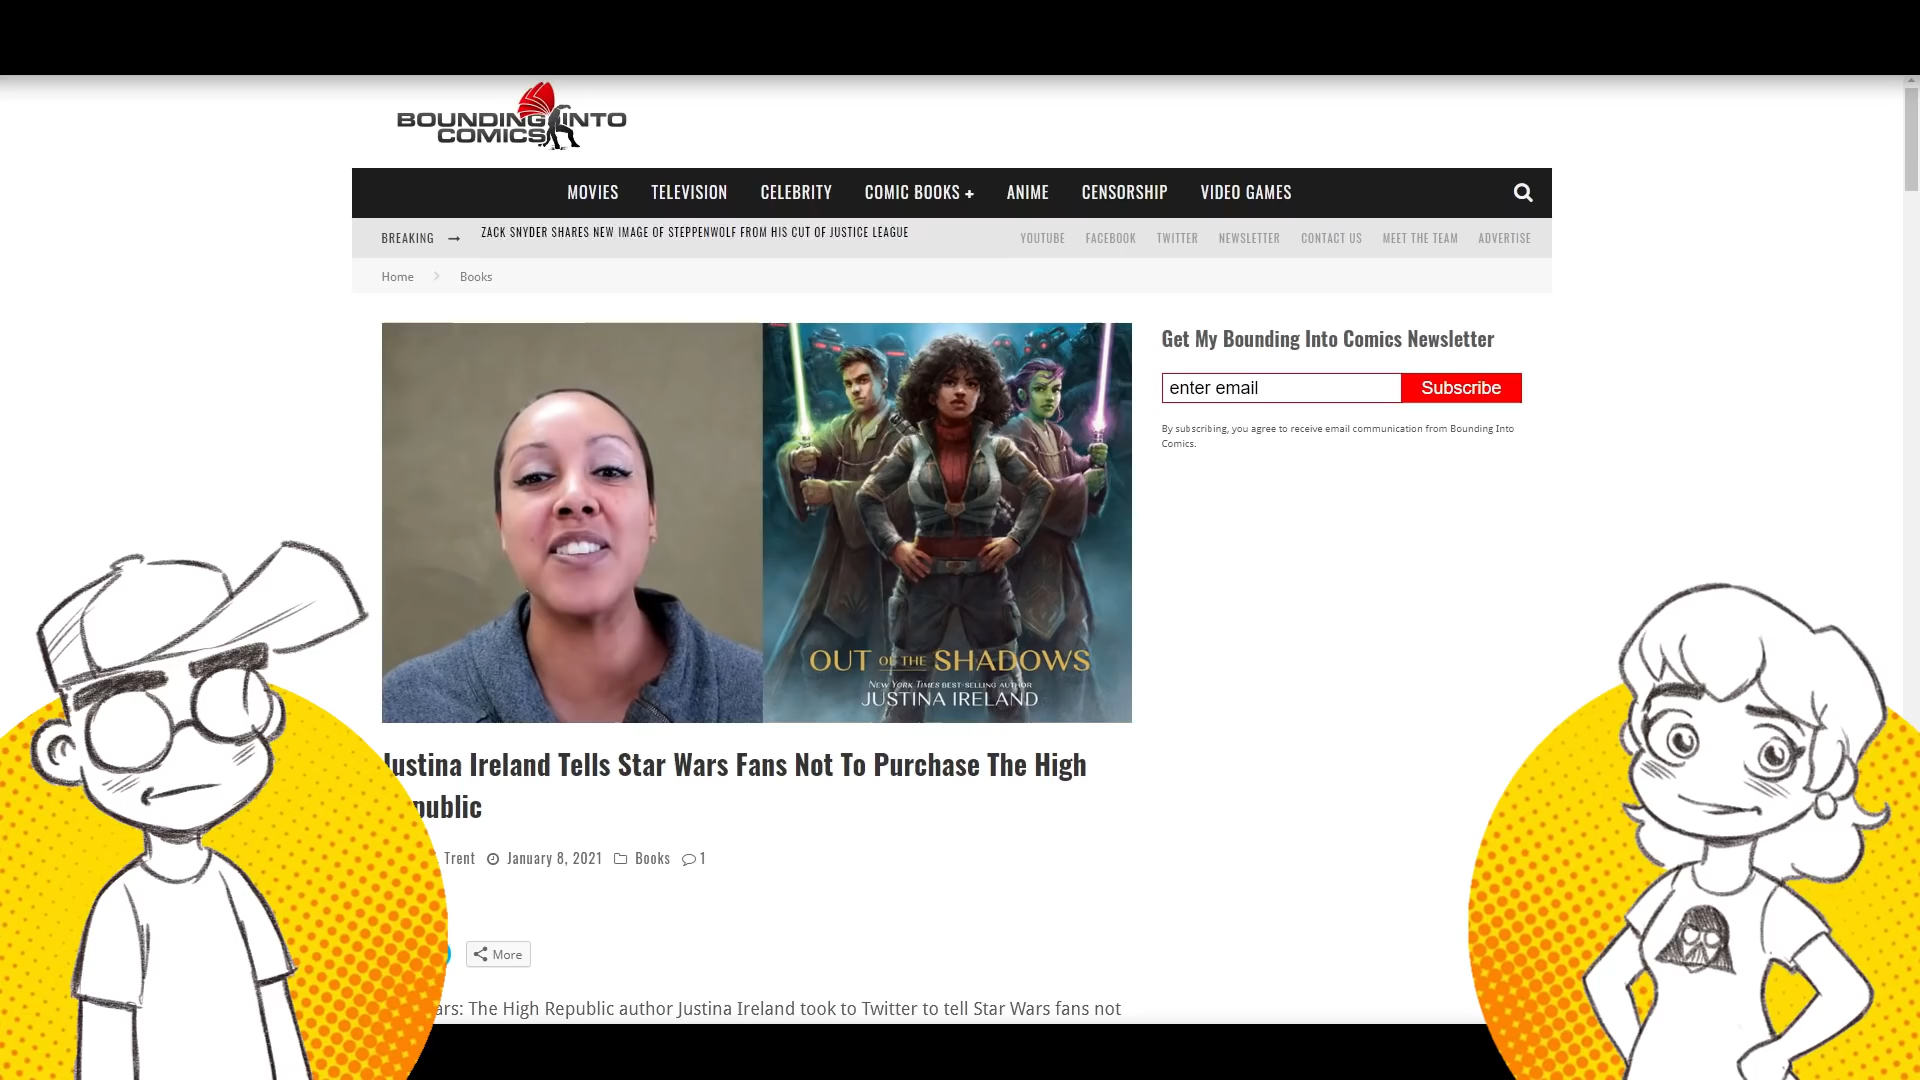 BOUNDING INTO
COMICS
MOVIES TELEVISION CELEBRITY COMIC BOOKS + ANIME CENSORSHIP VIDEO GAMES
BREAKING → ZACK SNYDER SHARES NEW IMAGE OF STEPPENWOLF FROM HIS CUT OF JUSTICE LEAGUE YOUTUBE FACEBOOK TWITTER NEWSLETTER CONTACT US MEET THE TEAM ADVERTISE
Home > Books
OUT OF THE SHADOWS
NEW YORK TIMES BEST-SELLING AUTHOR
JUSTINA IRELAND
Get My Bounding Into Comics Newsletter
enter email Subscribe
By subscribing, you agree to receive email communication from Bounding Into
Comics.
Justina Ireland Tells Star Wars Fans Not To Purchase The High
public
Trent January 8, 2021 Books 1
More
ars: The High Republic author Justina Ireland took to Twitter to tell Star Wars fans not